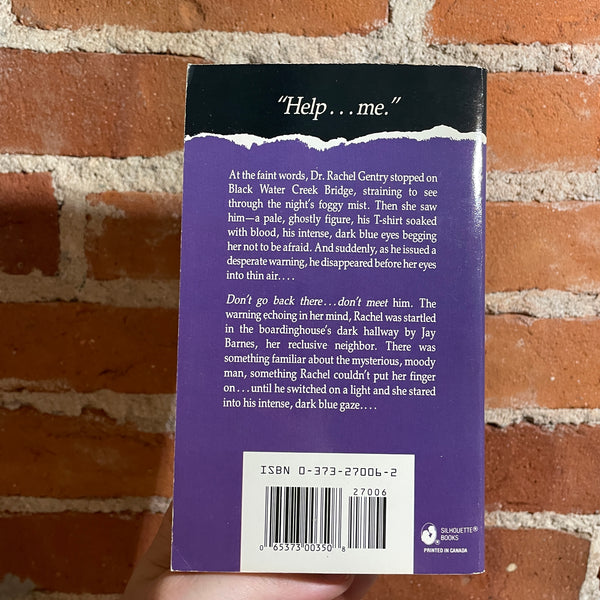 "Help . . . me."
At the faint words, Dr. Rachel Gentry stopped on
Black Water Creek Bridge, straining to see
through the night's foggy mist. Then she saw
him—a pale, ghostly figure, his T-shirt soaked
with blood, his intense, dark blue eyes begging
her not to be afraid. And suddenly, as he issued a
desperate warning, he disappeared before her eyes
into thin air. . . .
Don't go back there . . . don't meet him. The
warning echoing in her mind, Rachel was startled
in the boardinghouse's dark hallway by Jay
Barnes, her reclusive neighbor. There was
something familiar about the mysterious, moody
man, something Rachel couldn't put her finger
on . . . until he switched on a light and she stared
into his intense, dark blue gaze. . . .
ISBN 0-373-27006-2
27006
0 65373 00350 8
SILHOUETTE®
BOOKS
PRINTED IN CANADA